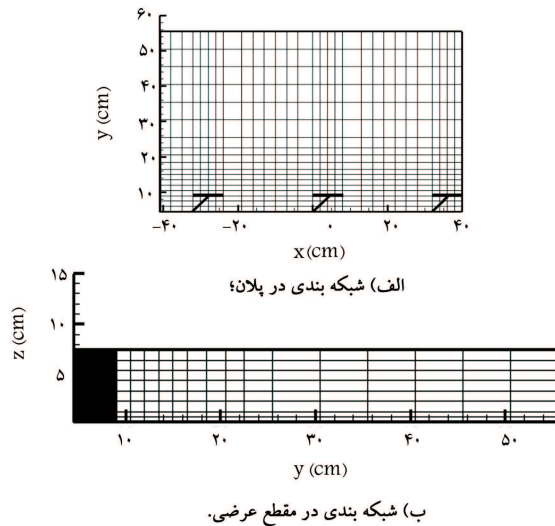 ۶۰
۵۰
۴۰
۳۰
۲۰
۱۰
y (cm)
-۴۰ -۲۰ ۰ ۲۰ ۴۰
x(cm)
الف) شبکه بندی در پلان؛
۱۵
۱۰
۵
z (cm)
۱۰ ۲۰ ۳۰ ۴۰ ۵۰
y (cm)
ب) شبکه بندی در مقطع عرضی.